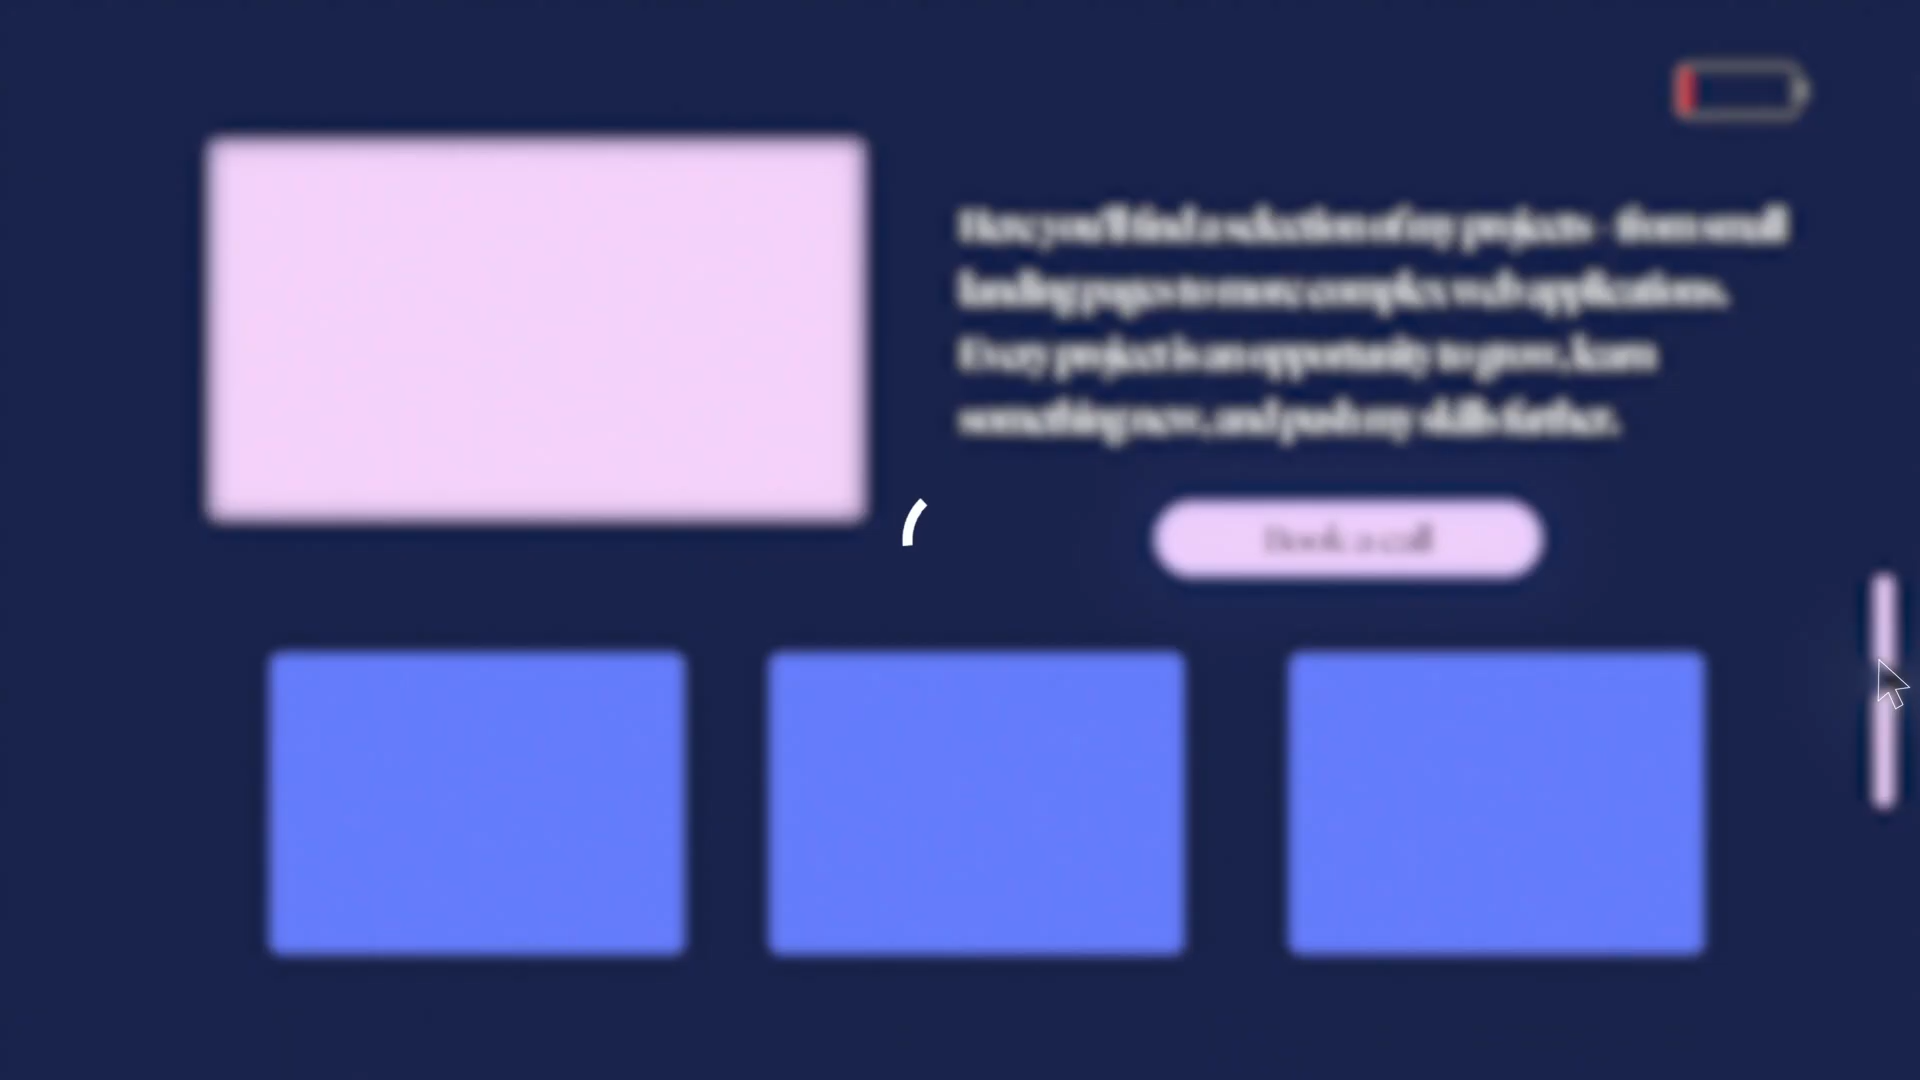 Here you'll find a selection of my projects - from small
landing pages to more complex web applications.
Every project is an opportunity to grow, learn
something new, and push my skills further.
Book a call